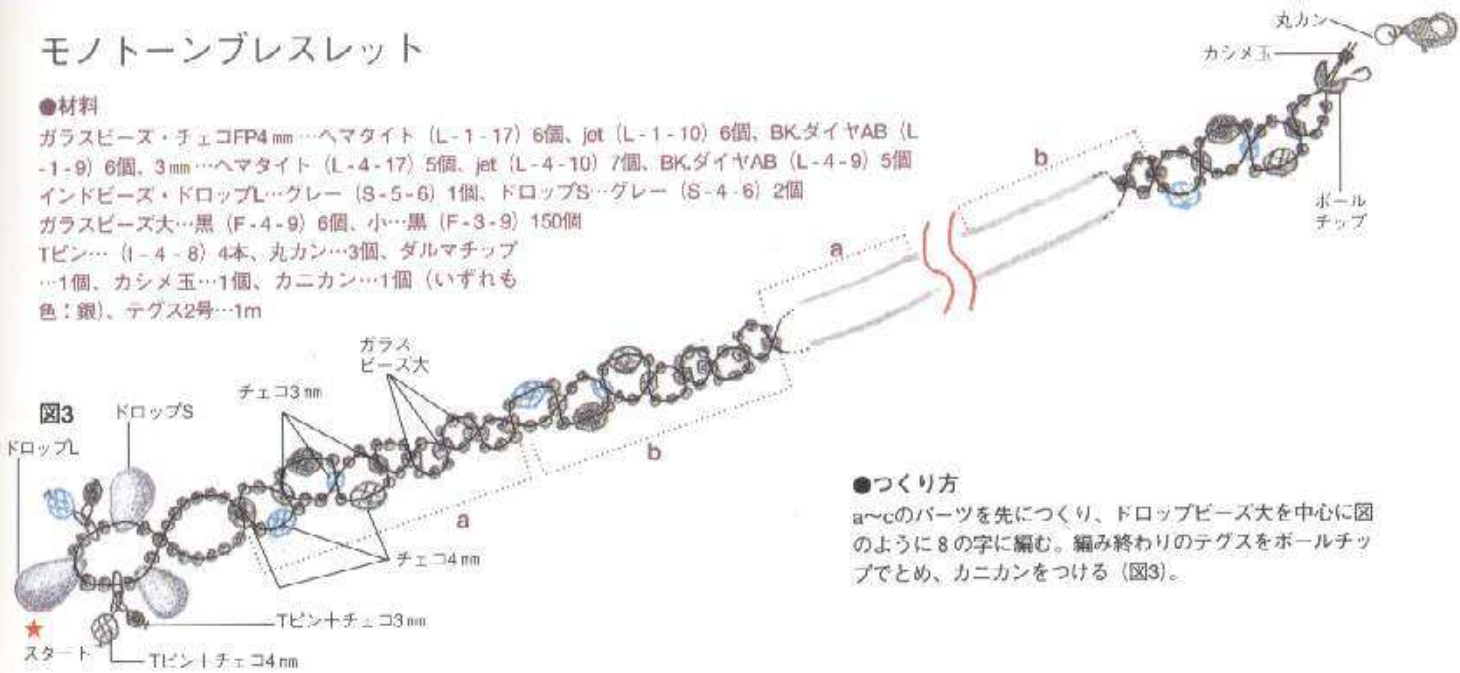 モノトーンブレスレット
●材料
ガラスビーズ・チェコFP4㎜…ヘマタイト（L-1-17）6個、jet（L-1-10）6個、BK.ダイヤAB（L
-1-9）6個、3㎜…ヘマタイト（L-4-17）5個、jet（L-4-10）7個、BK.ダイヤAB（L-4-9）5個
インドビーズ・ドロップL…グレー（S-5-6）1個、ドロップS…グレー（S-4-6）2個
ガラスビーズ大…黒（F-4-9）6個、小…黒（F-3-9）150個
Tピン…（I-4-8）4本、丸カン…3個、ダルマチップ
…1個、カシメ玉…1個、カニカン…1個（いずれも
色：銀）、テグス2号…1m
丸カン
カシメ玉
ボール
チップ
b
a
ガラス
ビーズ大
チェコ3㎜
図3
ドロップS
ドロップL
b
a
チェコ4㎜
Tピン＋チェコ3㎜
★
スタート
Tピン＋チェコ4㎜
●つくり方
a〜cのパーツを先につくり、ドロップビーズ大を中心に図
のように8の字に編む。編み終わりのテグスをボールチッ
プでとめ、カニカンをつける（図3）。